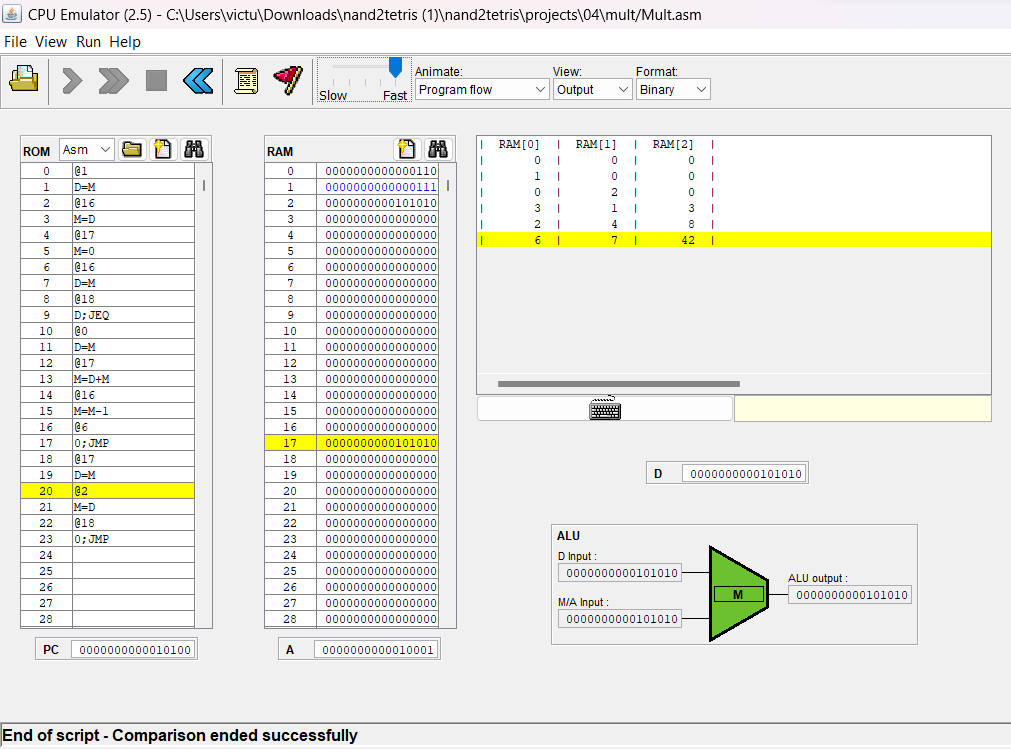 CPU Emulator (2.5) - C:\Users\victu\Downloads\nand2tetris (1)\nand2tetris\projects\04\mult/Mult.asm
File View Run Help
Slow Fast
Animate: View: Format:
Program flow Output Binary
ROM Asm
0 @1
1 D=M
2 @16
3 M=D
4 @17
5 M=0
6 @16
7 D=M
8 @18
9 D;JEQ
10 @0
11 D=M
12 @17
13 M=D+M
14 @16
15 M=M-1
16 @6
17 0;JMP
18 @17
19 D=M
20 @2
21 M=D
22 @18
23 0;JMP
24
25
26
27
28
PC 0000000000010100
RAM
0 0000000000000110
1 0000000000000111
2 0000000000101010
3 0000000000000000
4 0000000000000000
5 0000000000000000
6 0000000000000000
7 0000000000000000
8 0000000000000000
9 0000000000000000
10 0000000000000000
11 0000000000000000
12 0000000000000000
13 0000000000000000
14 0000000000000000
15 0000000000000000
16 0000000000000000
17 0000000000101010
18 0000000000000000
19 0000000000000000
20 0000000000000000
21 0000000000000000
22 0000000000000000
23 0000000000000000
24 0000000000000000
25 0000000000000000
26 0000000000000000
27 0000000000000000
28 0000000000000000
A 0000000000010001
| RAM[0] | RAM[1] | RAM[2] |
| 0 | 0 | 0 |
| 1 | 0 | 0 |
| 0 | 2 | 0 |
| 3 | 1 | 3 |
| 2 | 4 | 8 |
| 6 | 7 | 42 |
D 0000000000101010
ALU
D Input :
0000000000101010
M/A Input :
0000000000101010
M
ALU output :
0000000000101010
End of script - Comparison ended successfully